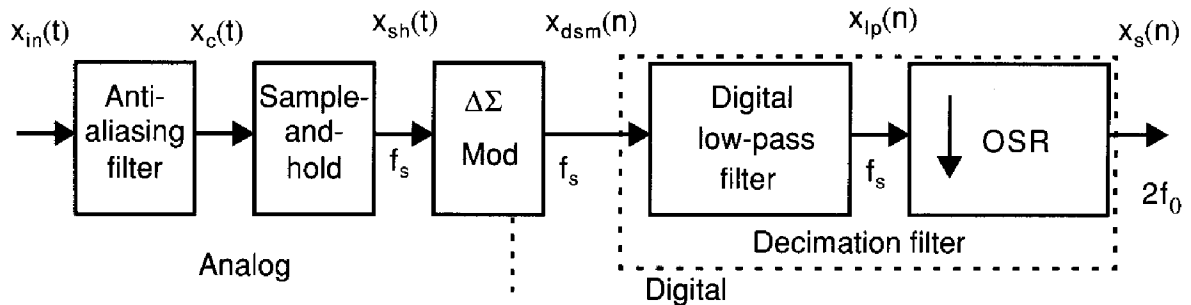 x_in(t)
x_c(t)
x_sh(t)
x_dsm(n)
x_lp(n)
x_s(n)
Anti-
aliasing
filter
Sample-
and-
hold
f_s
ΔΣ
Mod
f_s
Digital
low-pass
filter
f_s
OSR
2f_0
Decimation filter
Analog
Digital